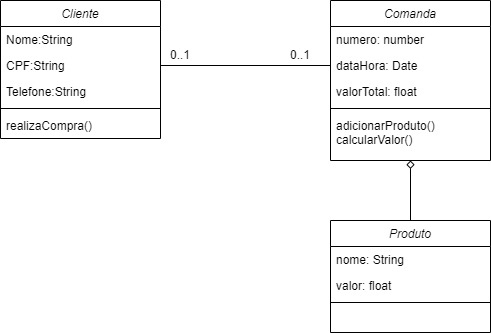 Cliente
Nome:String
CPF:String
Telefone:String
realizaCompra()
0..1
0..1
Comanda
numero: number
dataHora: Date
valorTotal: float
adicionarProduto()
calcularValor()
Produto
nome: String
valor: float